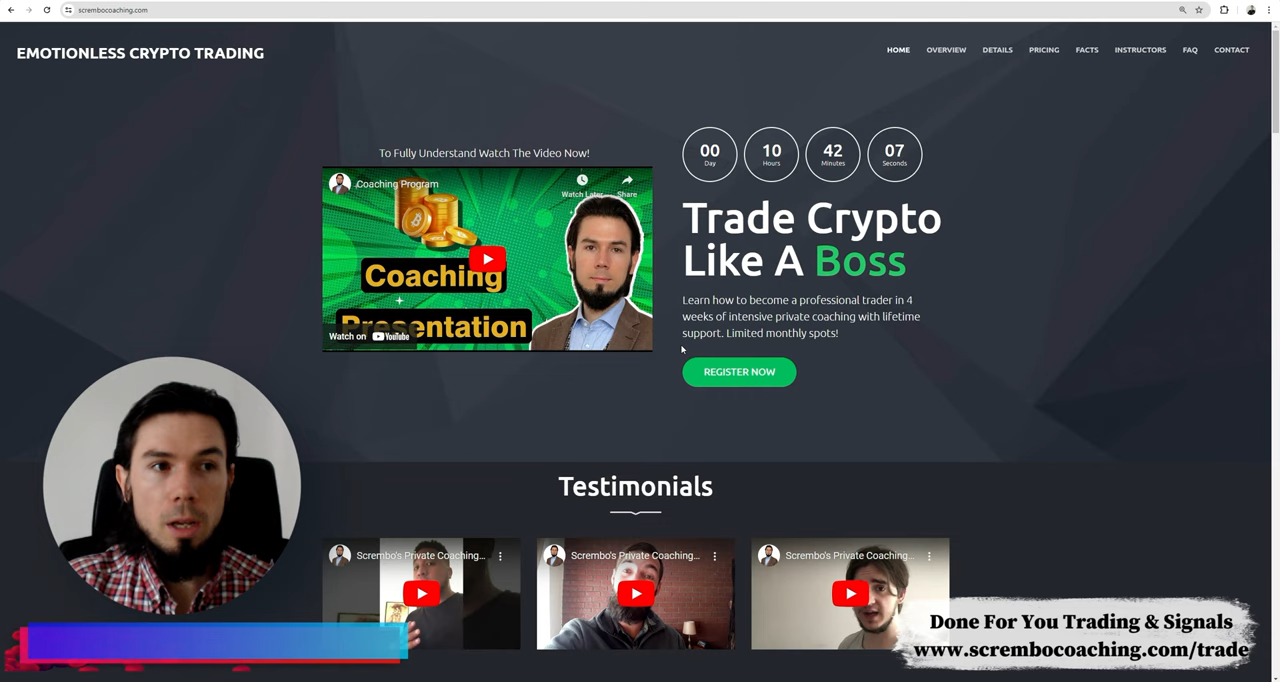 scrembocoaching.com
EMOTIONLESS CRYPTO TRADING
HOME OVERVIEW DETAILS PRICING FACTS INSTRUCTORS FAQ CONTACT
To Fully Understand Watch The Video Now!
Coaching Program
Watch Later
Share
Coaching
Presentation
Watch on YouTube
00 10 42 07
Day Hours Minutes Seconds
Trade Crypto
Like A Boss
Learn how to become a professional trader in 4
weeks of intensive private coaching with lifetime
support. Limited monthly spots!
REGISTER NOW
Testimonials
Scrembo's Private Coaching...
Scrembo's Private Coaching...
Scrembo's Private Coaching...
Done For You Trading & Signals
www.scrembocoaching.com/trade